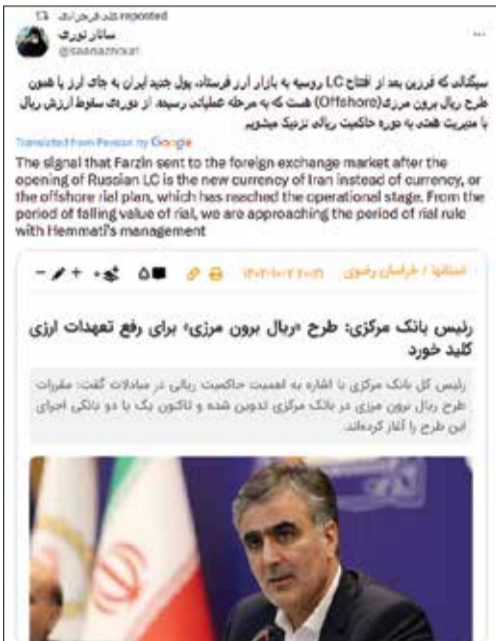 reposted
ساناز نوری
@saanaznouri
سیگنالی که فرزین بعد از افتتاح LC روسیه به بازار ارز فرستاد، پول جدید ایران به جای ارز یا همون
طرح ریال برون مرزی(Offshore) هست که به مرحله عملیاتی رسیده. از دوره‌ی سقوط ارزش ریال
با مدیریت همتی به دوره حاکمیت ریالی نزدیک میشویم
Translated from Persian by Google
The signal that Farzin sent to the foreign exchange market after the
opening of Russian LC is the new currency of Iran instead of currency, or
the offshore rial plan, which has reached the operational stage. From the
period of falling value of rial, we are approaching the period of rial rule
with Hemmati's management
استانها / خراسان رضوی
رئیس بانک مرکزی: طرح «ریال برون مرزی» برای رفع تعهدات ارزی
کلید خورد
رئیس کل بانک مرکزی با اشاره به اهمیت حاکمیت ریالی در مبادلات گفت: مقررات
طرح ریال برون مرزی در بانک مرکزی تدوین شده و تاکنون یک یا دو بانکی اجرای
این طرح را آغاز کرده‌اند.